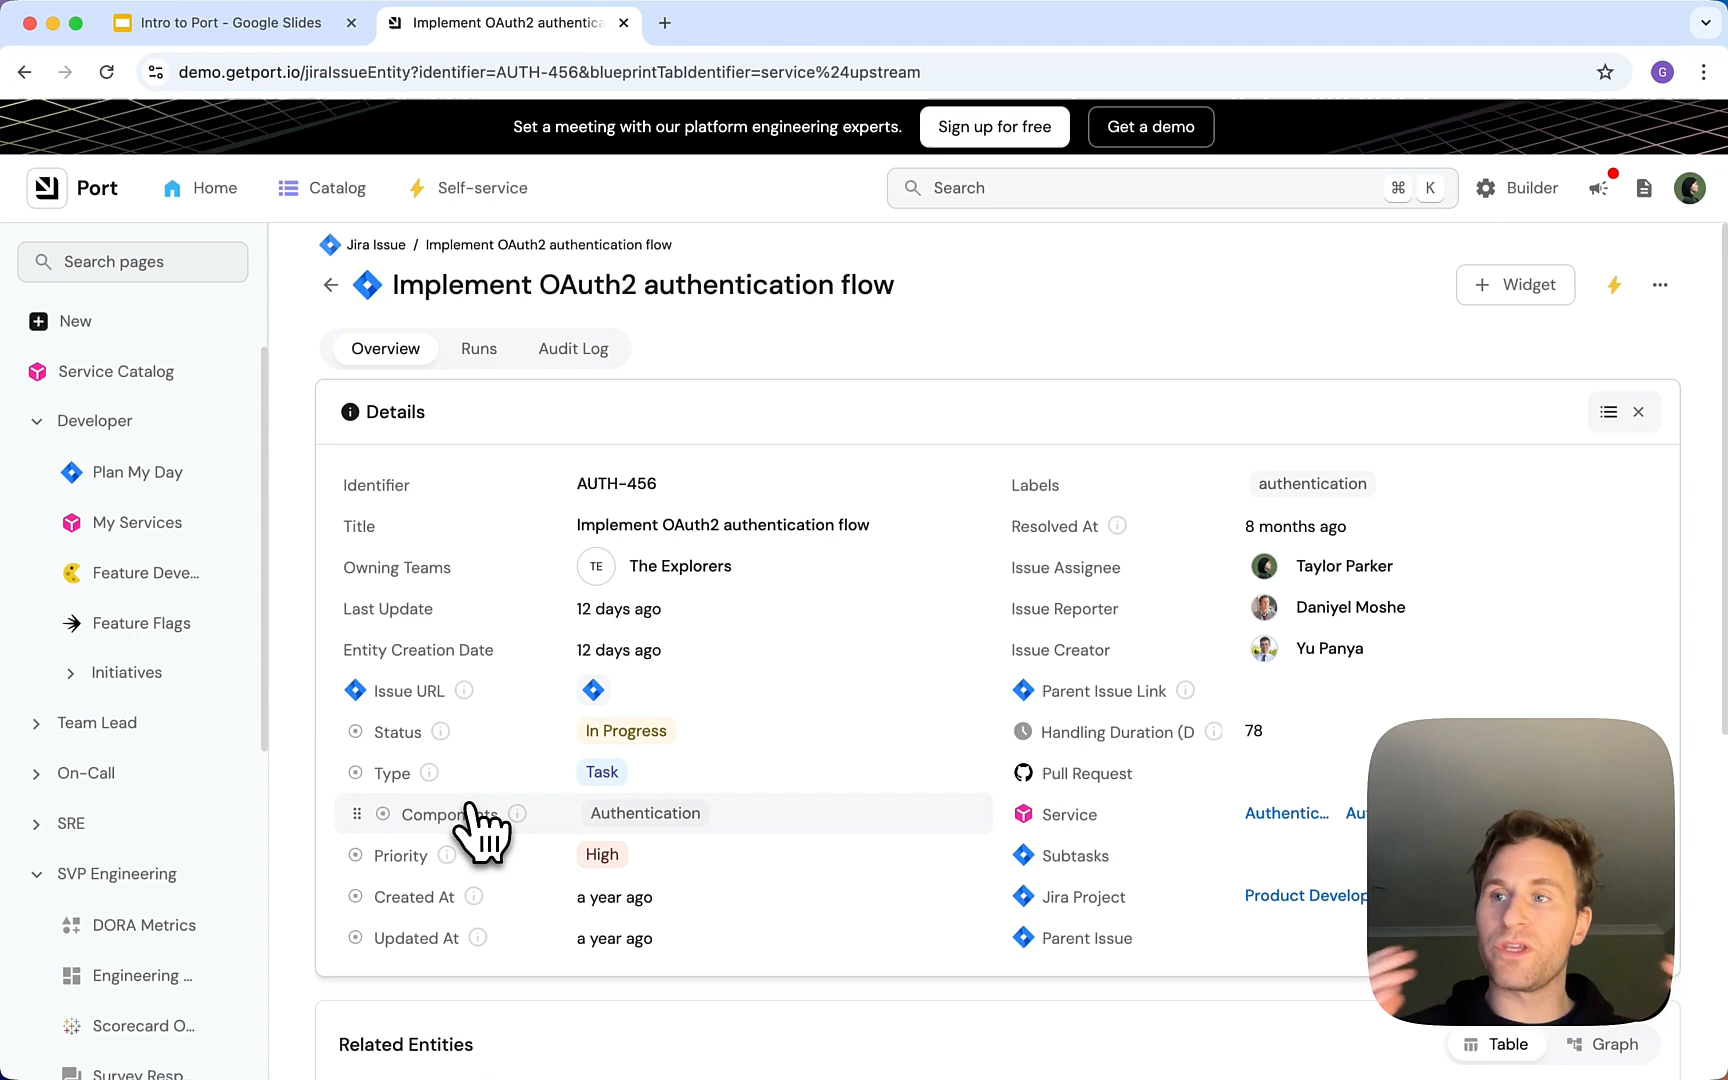 Intro to Port - Google Slides
Implement OAuth2 authentica
demo.getport.io/jiraIssueEntity?identifier=AUTH-456&blueprintTabIdentifier=service%24upstream
G
Set a meeting with our platform engineering experts.
Sign up for free
Get a demo
Port
Home
Catalog
Self-service
Search
⌘ K
Builder
Search pages
New
Service Catalog
Developer
Plan My Day
My Services
Feature Deve...
Feature Flags
Initiatives
Team Lead
On-Call
SRE
SVP Engineering
DORA Metrics
Engineering ...
Scorecard O...
Survey Resp...
Jira Issue / Implement OAuth2 authentication flow
Implement OAuth2 authentication flow
Widget
Overview
Runs
Audit Log
Details
Identifier AUTH-456
Title Implement OAuth2 authentication flow
Owning Teams TE The Explorers
Last Update 12 days ago
Entity Creation Date 12 days ago
Issue URL
Status In Progress
Type Task
Components Authentication
Priority High
Created At a year ago
Updated At a year ago
Labels authentication
Resolved At 8 months ago
Issue Assignee Taylor Parker
Issue Reporter Daniyel Moshe
Issue Creator Yu Panya
Parent Issue Link
Handling Duration (D 78
Pull Request
Service Authentic... Au
Subtasks
Jira Project Product Develop
Parent Issue
Related Entities
Table
Graph